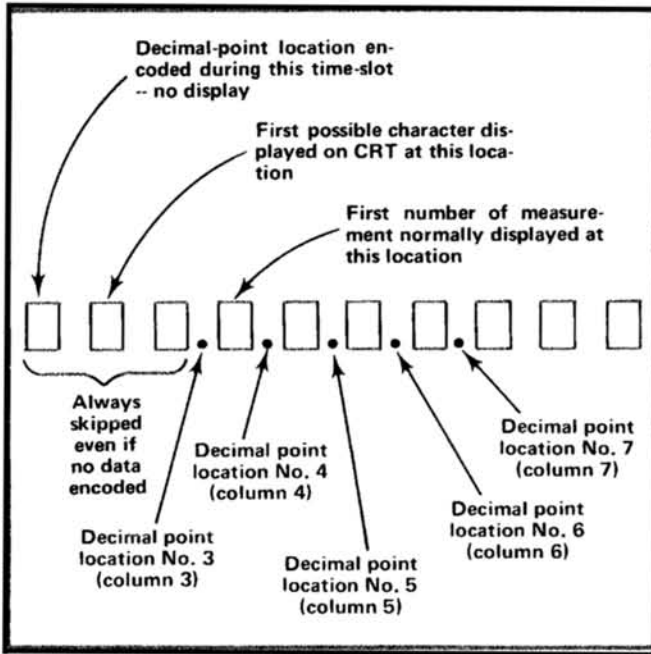 Decimal-point location en-
coded during this time-slot
-- no display
First possible character dis-
played on CRT at this loca-
tion
First number of measure-
ment normally displayed at
this location
Always
skipped
even if
no data
encoded
Decimal point
location No. 3
(column 3)
Decimal point
location No. 4
(column 4)
Decimal point
location No. 5
(column 5)
Decimal point
location No. 6
(column 6)
Decimal point
location No. 7
(column 7)